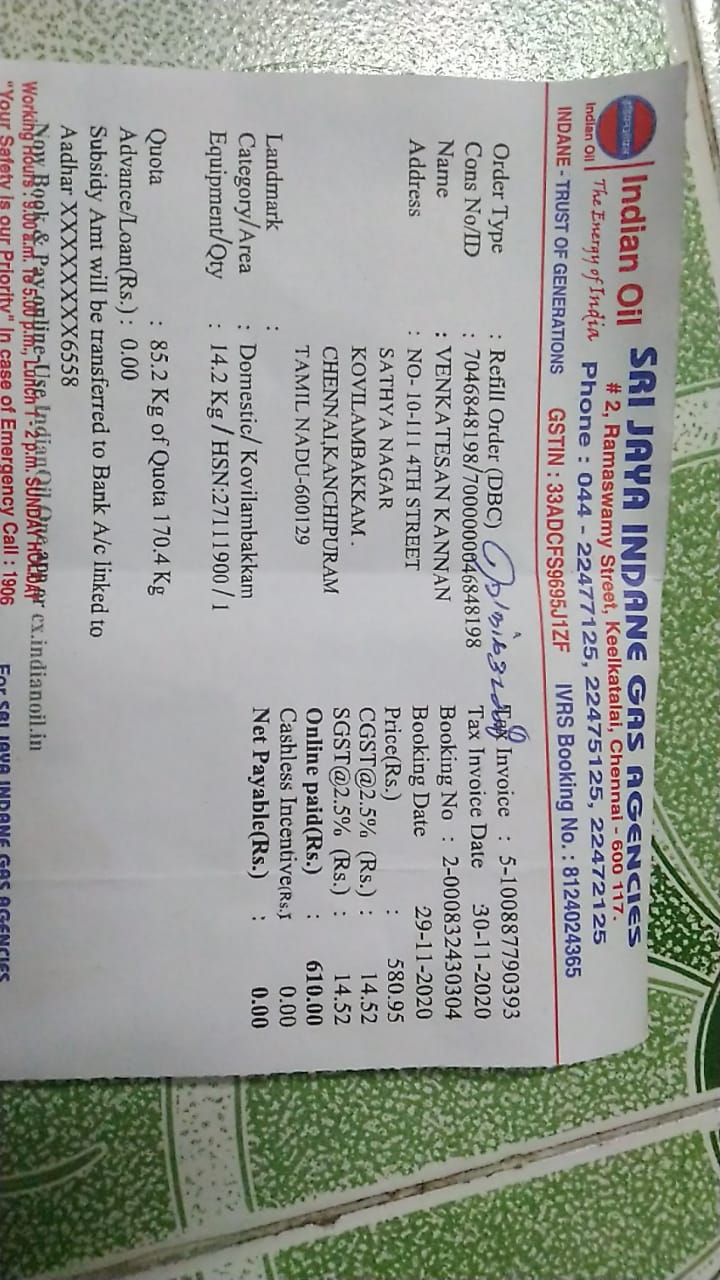 SRI JAYA INDANE GAS AGENCIES
Indian Oil
# 2, Ramaswamy Street, Keelkatalai, Chennai - 600 117.
इंडियनऑयल
Indian Oil
The Energy of India
Phone : 044 - 22477125, 22475125, 22472125
INDANE - TRUST OF GENERATIONS GSTIN : 33ADCFS9695J1ZF IVRS Booking No. : 8124024365
Order Type : Refill Order (DBC)
Cons No/ID : 7046848198/7000000046848198
Name : VENKATESAN KANNAN
Address : NO- 10-111 4TH STREET
SATHYA NAGAR
KOVILAMBAKKAM .
CHENNAI,KANCHIPURAM
TAMIL NADU-600129
Landmark :
Category/Area : Domestic/ Kovilambakkam
Equipment/Qty : 14.2 Kg / HSN:27111900 / 1
Quota : 85.2 Kg of Quota 170.4 Kg
Advance/Loan(Rs.) : 0.00
Subsidy Amt will be transferred to Bank A/c linked to
Aadhar XXXXXXXX6558
Tax Invoice : 5-100887790393
Tax Invoice Date 30-11-2020
Booking No : 2-000832430304
Booking Date 29-11-2020
Price(Rs.) : 580.95
CGST@2.5% (Rs.) : 14.52
SGST@2.5% (Rs.) : 14.52
Online paid(Rs.) : 610.00
Cashless Incentive(Rs.): 0.00
Net Payable(Rs.) : 0.00
Now Book & Pay online-Use IndianOil One app or cx.indianoil.in
Working Hours : 9.00a.m. To 5.00 p.m., Lunch 1 - 2 p.m. SUNDAY HOLIDAY
"Your Safety is our Priority" In case of Emergency Call : 1906 For SRI JAYA INDANE GAS AGENCIES